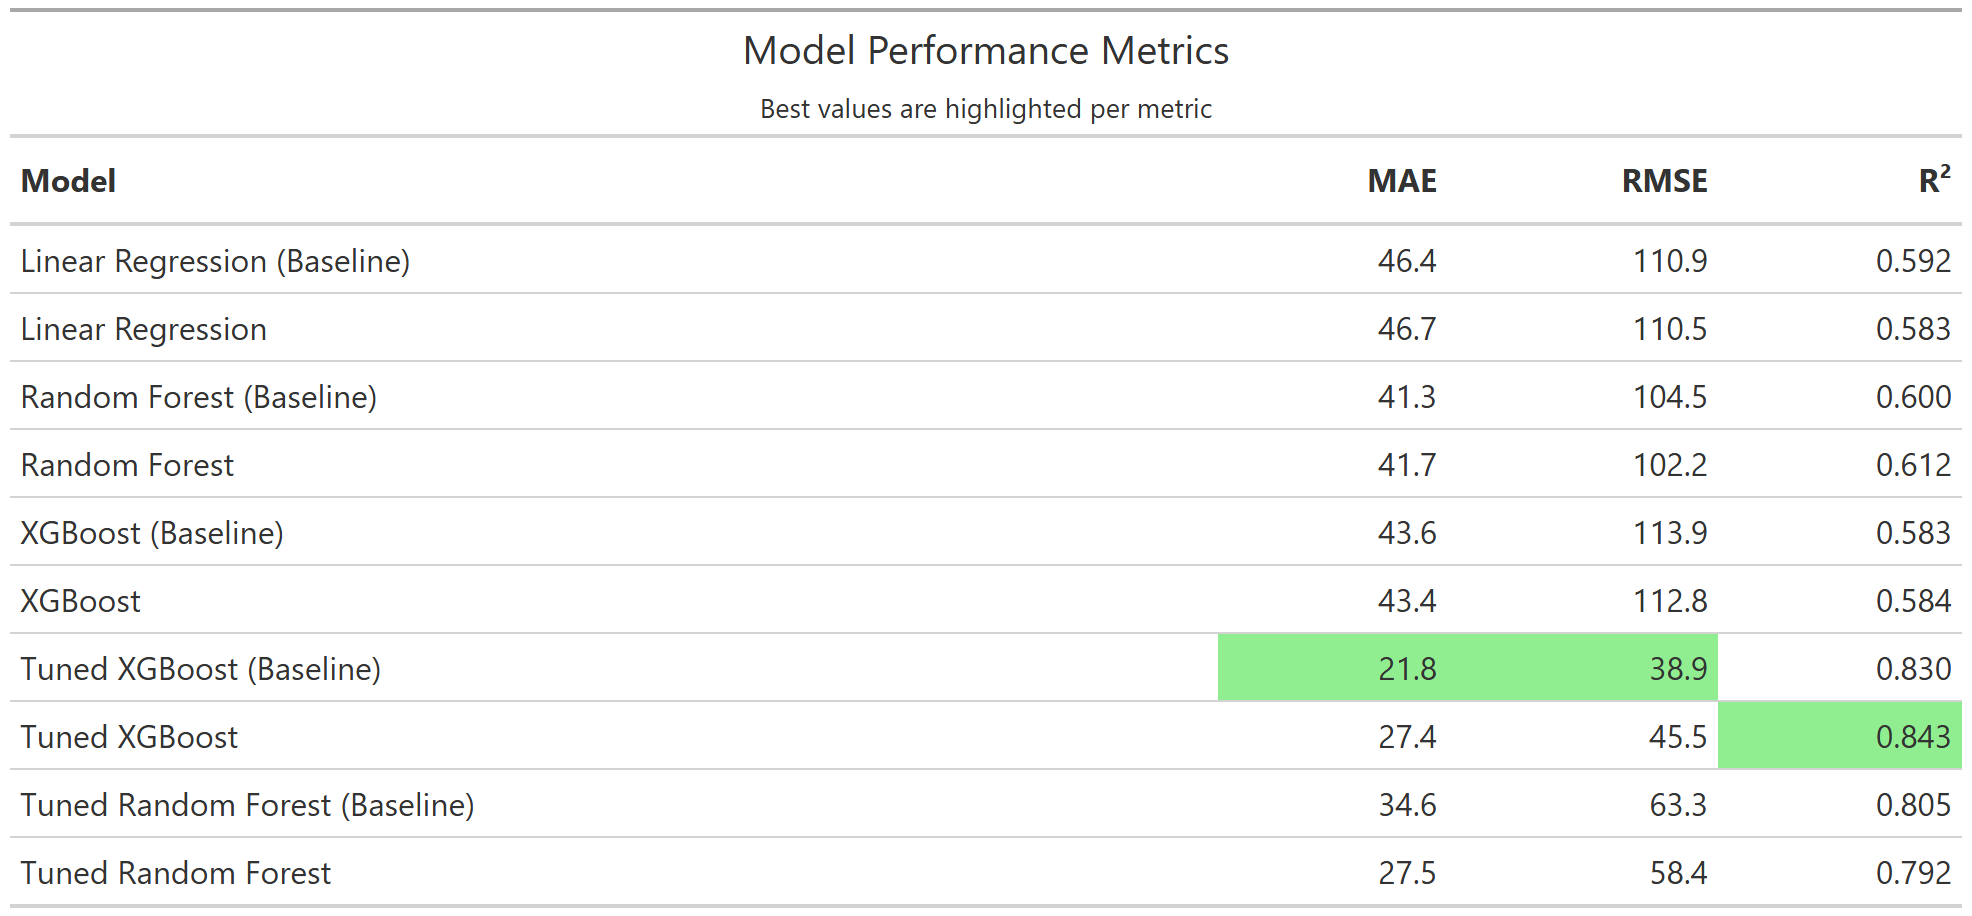 Model Performance Metrics
Best values are highlighted per metric
Model MAE RMSE R²
Linear Regression (Baseline) 46.4 110.9 0.592
Linear Regression 46.7 110.5 0.583
Random Forest (Baseline) 41.3 104.5 0.600
Random Forest 41.7 102.2 0.612
XGBoost (Baseline) 43.6 113.9 0.583
XGBoost 43.4 112.8 0.584
Tuned XGBoost (Baseline) 21.8 38.9 0.830
Tuned XGBoost 27.4 45.5 0.843
Tuned Random Forest (Baseline) 34.6 63.3 0.805
Tuned Random Forest 27.5 58.4 0.792